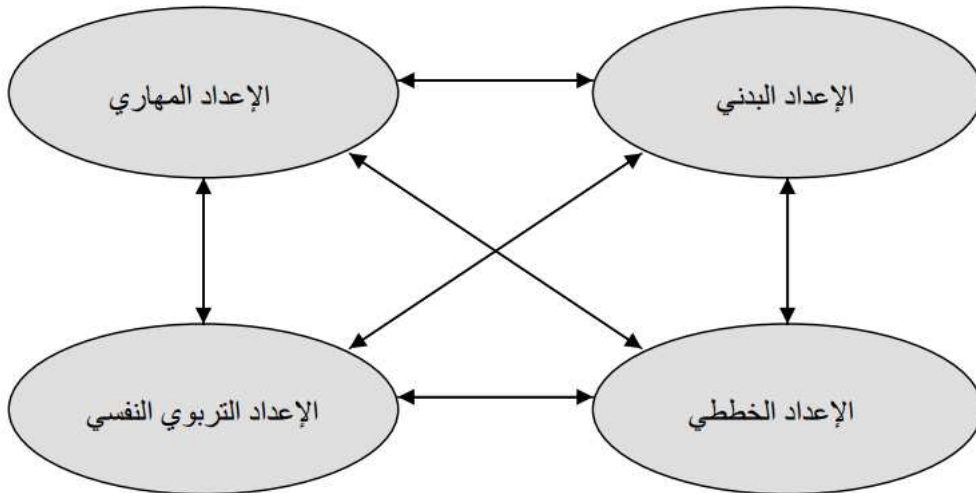 الإعداد البدني
الإعداد المهاري
الإعداد الخططي
الإعداد التربوي النفسي